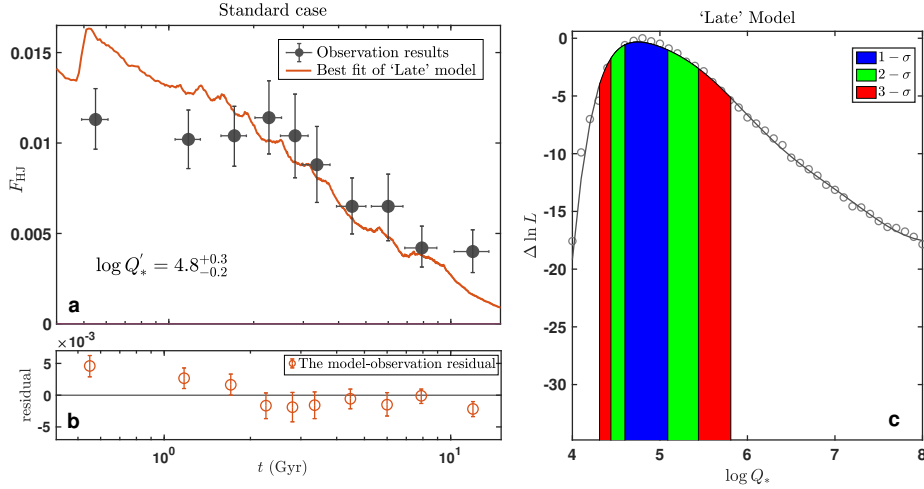 Standard case
0.015
0.01
0.005
0
F_HJ
Observation results
Best fit of ‘Late’ model
log Q′_* = 4.8^{+0.3}_{-0.2}
a
×10^{-3}
5
0
-5
residual
The model-observation residual
b
10^0
10^1
t (Gyr)
‘Late’ Model
0
-5
-10
-15
-20
-25
-30
Δ ln L
1 − σ
2 − σ
3 − σ
c
4
5
6
7
8
log Q_*